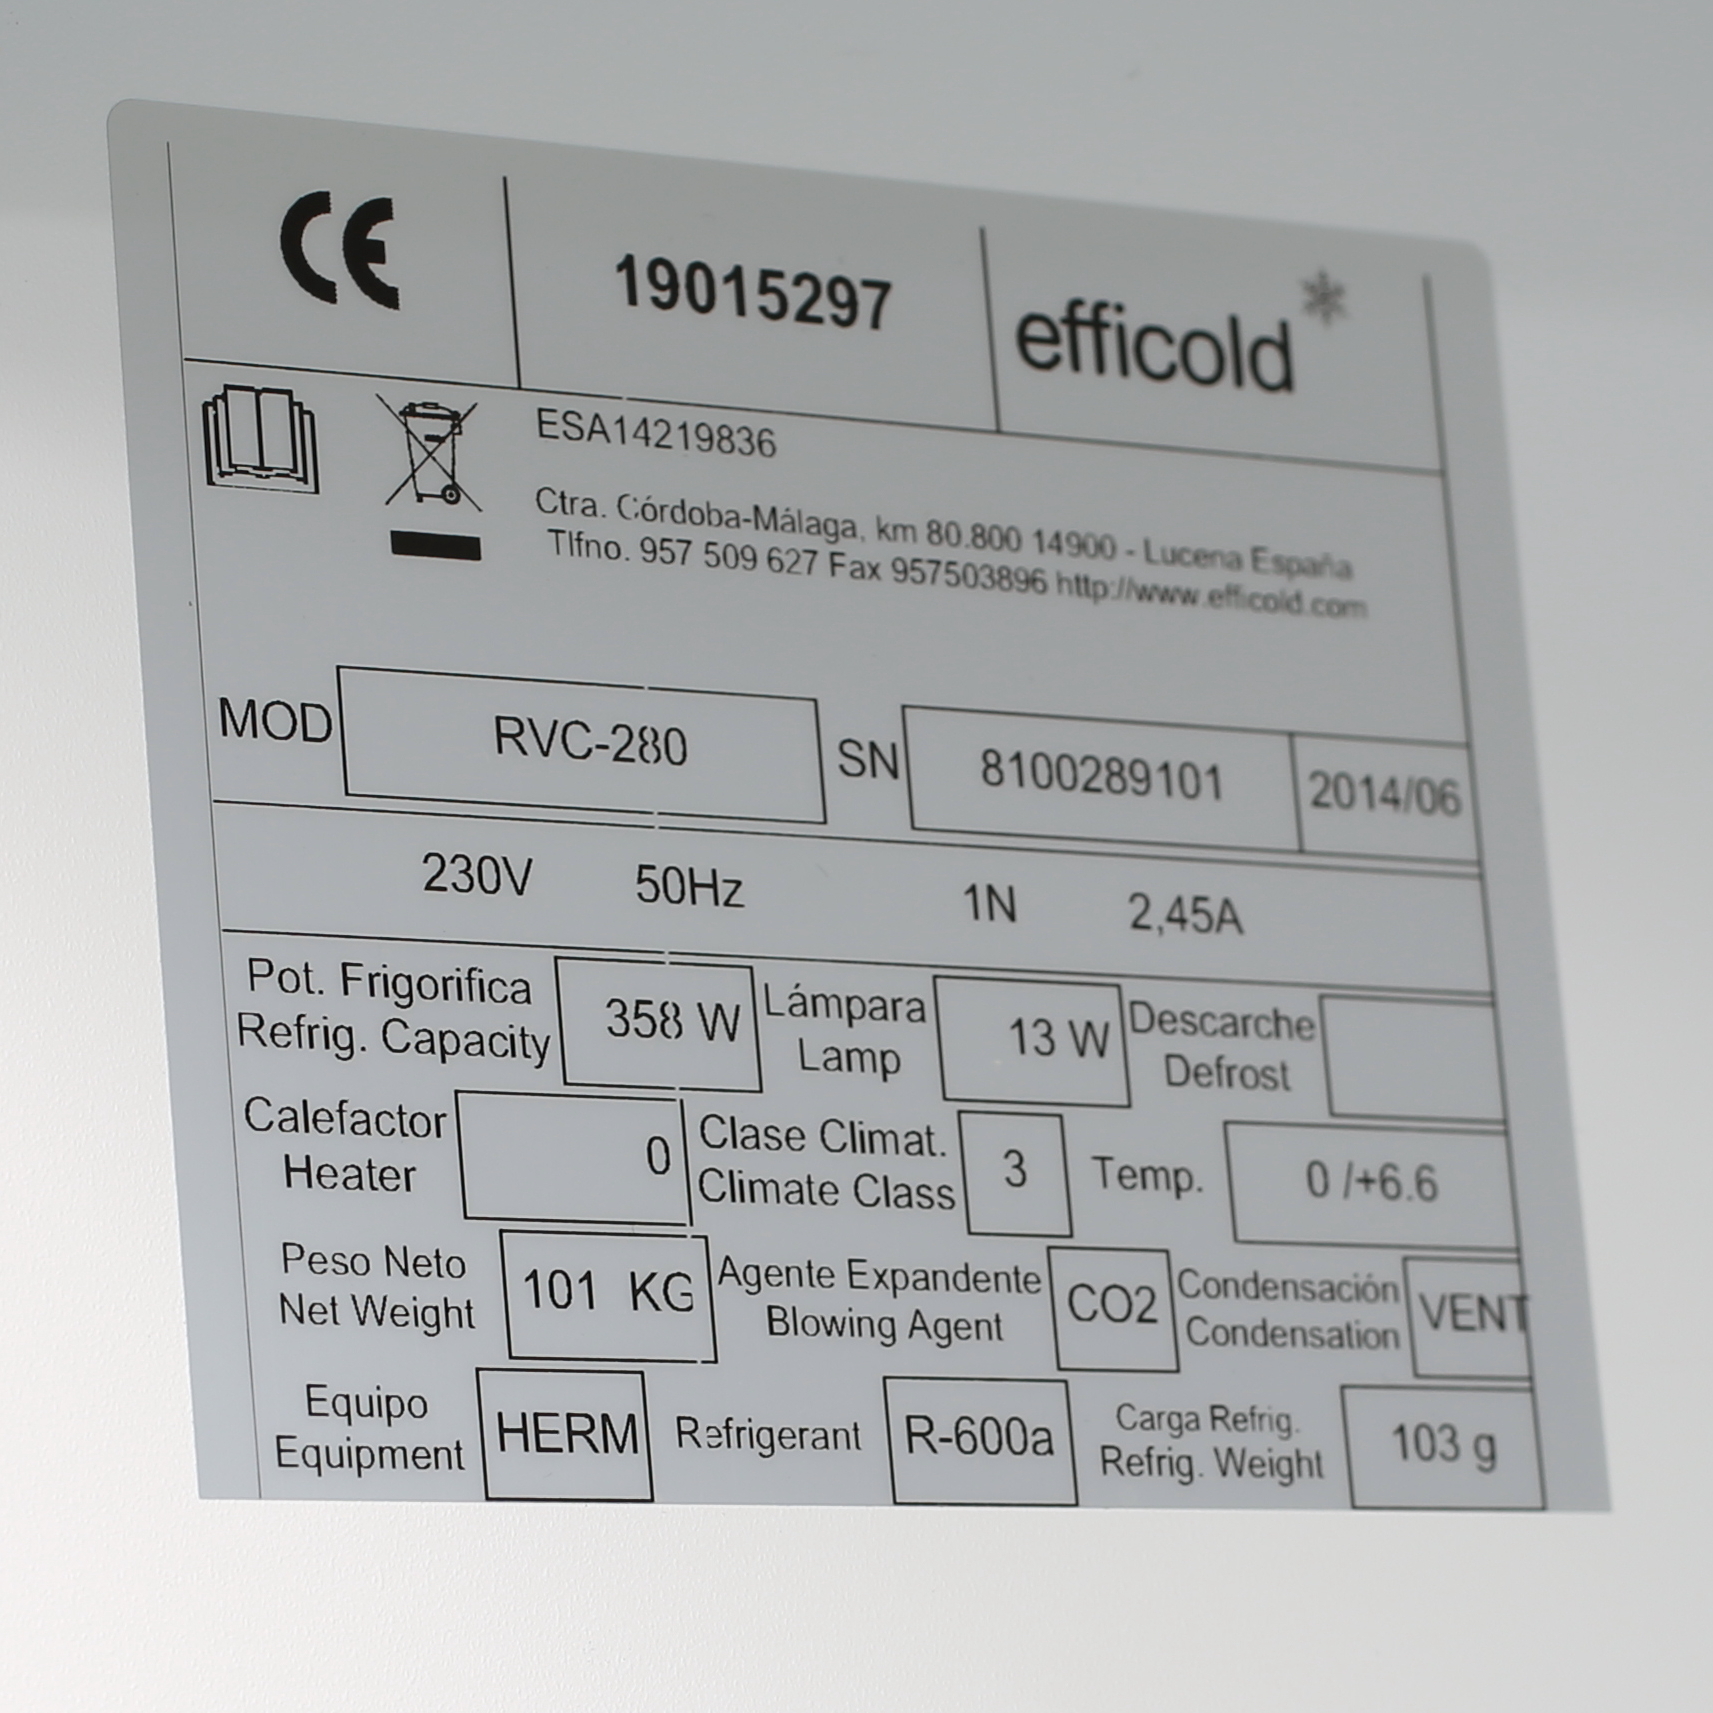 CE 19015297 efficold*
ESA14219836
Ctra. Córdoba-Málaga, km 80.800 14900 - Lucena España
Tlfno. 957 509 627 Fax 957503896 http://www.efficold.com
MOD RVC-280 SN 8100289101 2014/06
230V 50Hz 1N 2,45A
Pot. Frigorifica
Refrig. Capacity
358 W
Lámpara
Lamp
13 W
Descarche
Defrost
Calefactor
Heater
0
Clase Climat.
Climate Class
3
Temp.
0 /+6.6
Peso Neto
Net Weight
101 KG
Agente Expandente
Blowing Agent
CO2
Condensación
Condensation
VENT
Equipo
Equipment
HERM
Refrigerant
R-600a
Carga Refrig.
Refrig. Weight
103 g